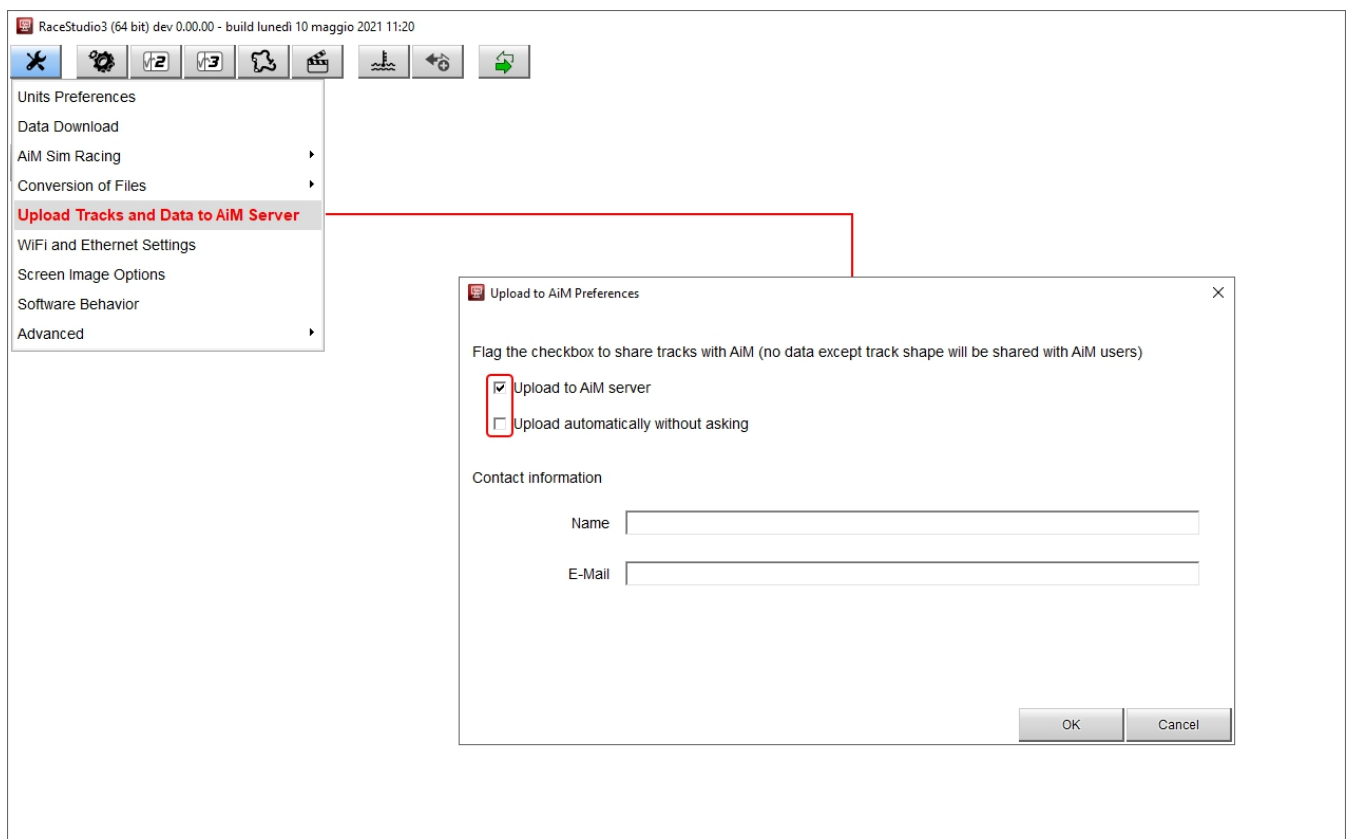 RaceStudio3 (64 bit) dev 0.00.00 - build lunedì 10 maggio 2021 11:20
2
3
Units Preferences
Data Download
AiM Sim Racing
Conversion of Files
Upload Tracks and Data to AiM Server
WiFi and Ethernet Settings
Screen Image Options
Software Behavior
Advanced
Upload to AiM Preferences
Flag the checkbox to share tracks with AiM (no data except track shape will be shared with AiM users)
Upload to AiM server
Upload automatically without asking
Contact information
Name
E-Mail
OK
Cancel